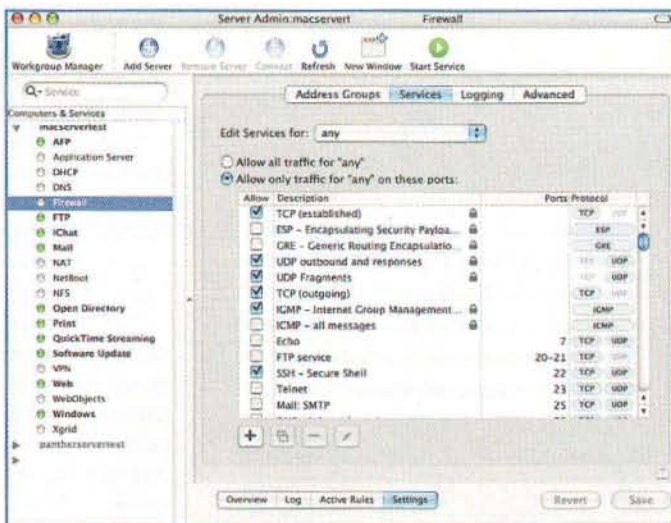 Server Admin:macservert Firewall
Workgroup Manager Add Server Remove Server Connect Refresh New Window Start Service
Service
Address Groups Services Logging Advanced
Computers & Services
macservertest
AFP
Application Server
DHCP
DNS
Firewall
FTP
iChat
Mail
NAT
NetBoot
NFS
Open Directory
Print
QuickTime Streaming
Software Update
VPN
Web
WebObjects
Windows
Xgrid
pantherservertest
Edit Services for: any
Allow all traffic for "any"
Allow only traffic for "any" on these ports:
Allow Description Ports Protocol
TCP (established) TCP UDP
ESP – Encapsulating Security Payloa... ESP
GRE – Generic Routing Encapsulatio... GRE
UDP outbound and responses TCP UDP
UDP Fragments TCP UDP
TCP (outgoing) TCP UDP
IGMP – Internet Group Management... IGMP
ICMP – all messages ICMP
Echo 7 TCP UDP
FTP service 20–21 TCP UDP
SSH – Secure Shell 22 TCP UDP
Telnet 23 TCP UDP
Mail: SMTP 25 TCP UDP
Overview Log Active Rules Settings Revert Save